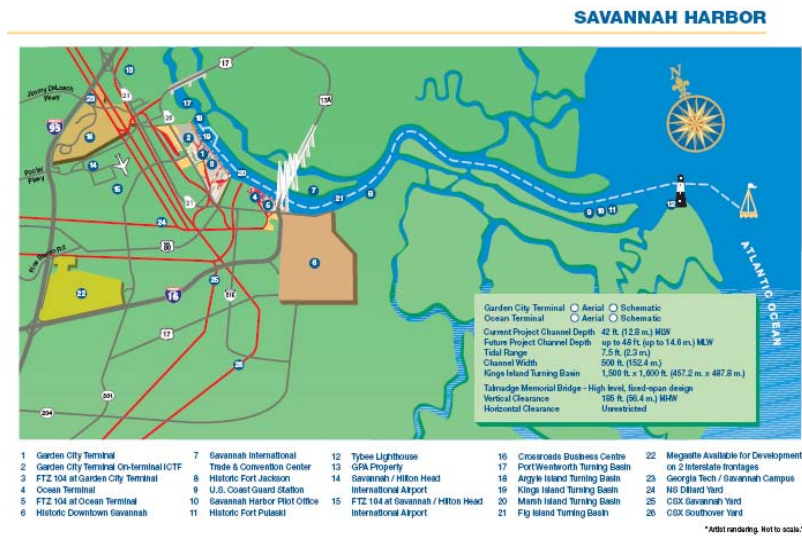 SAVANNAH HARBOR
Jimmy DeLoach
Pkwy
95
21
17
17A
25
Pooler
Pkwy
80
16
516
17
501
204
N
ATLANTIC OCEAN
Garden City Terminal Aerial Schematic
Ocean Terminal Aerial Schematic
Current Project Channel Depth 42 ft. (12.8 m.) MLW
Future Project Channel Depth up to 48 ft. (up to 14.6 m.) MLW
Tidal Range 7.5 ft. (2.3 m.)
Channel Width 500 ft. (152.4 m.)
Kings Island Turning Basin 1,500 ft. x 1,600 ft. (457.2 m. x 487.8 m.)
Talmadge Memorial Bridge - High level, fixed-span design
Vertical Clearance 185 ft. (56.4 m.) MHW
Horizontal Clearance Unrestricted
1 Garden City Terminal
2 Garden City Terminal On-terminal ICTF
3 FTZ 104 at Garden City Terminal
4 Ocean Terminal
5 FTZ 104 at Ocean Terminal
6 Historic Downtown Savannah
7 Savannah International
Trade & Convention Center
8 Historic Fort Jackson
9 U.S. Coast Guard Station
10 Savannah Harbor Pilot Office
11 Historic Fort Pulaski
12 Tybee Lighthouse
13 GPA Property
14 Savannah / Hilton Head
International Airport
15 FTZ 104 at Savannah / Hilton Head
International Airport
16 Crossroads Business Centre
17 Port Wentworth Turning Basin
18 Argyle Island Turning Basin
19 Kings Island Turning Basin
20 Marsh Island Turning Basin
21 Fig Island Turning Basin
22 Megasite Available for Development
on 2 interstate frontages
23 Georgia Tech / Savannah Campus
24 NS Dillard Yard
25 CSX Savannah Yard
26 CSX Southover Yard
*Artist rendering. Not to scale.*